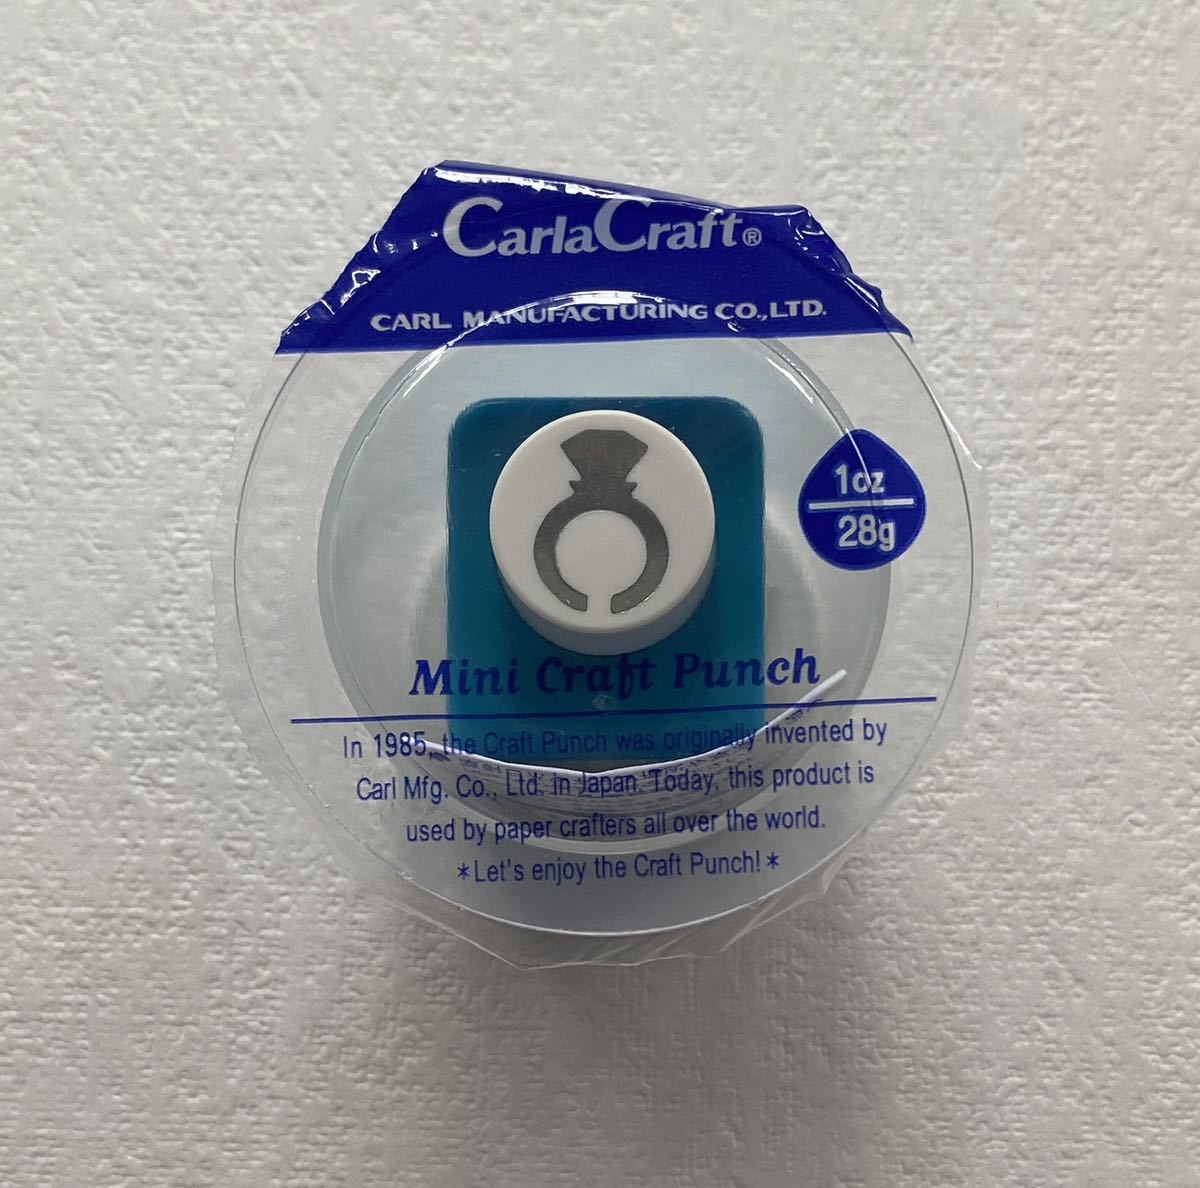 CarlaCraft®
CARL MANUFACTURING CO.,LTD.
1oz
28g
Mini Craft Punch
In 1985, the Craft Punch was originally invented by
Carl Mfg. Co., Ltd. in Japan. Today, this product is
used by paper crafters all over the world.
*Let's enjoy the Craft Punch!*